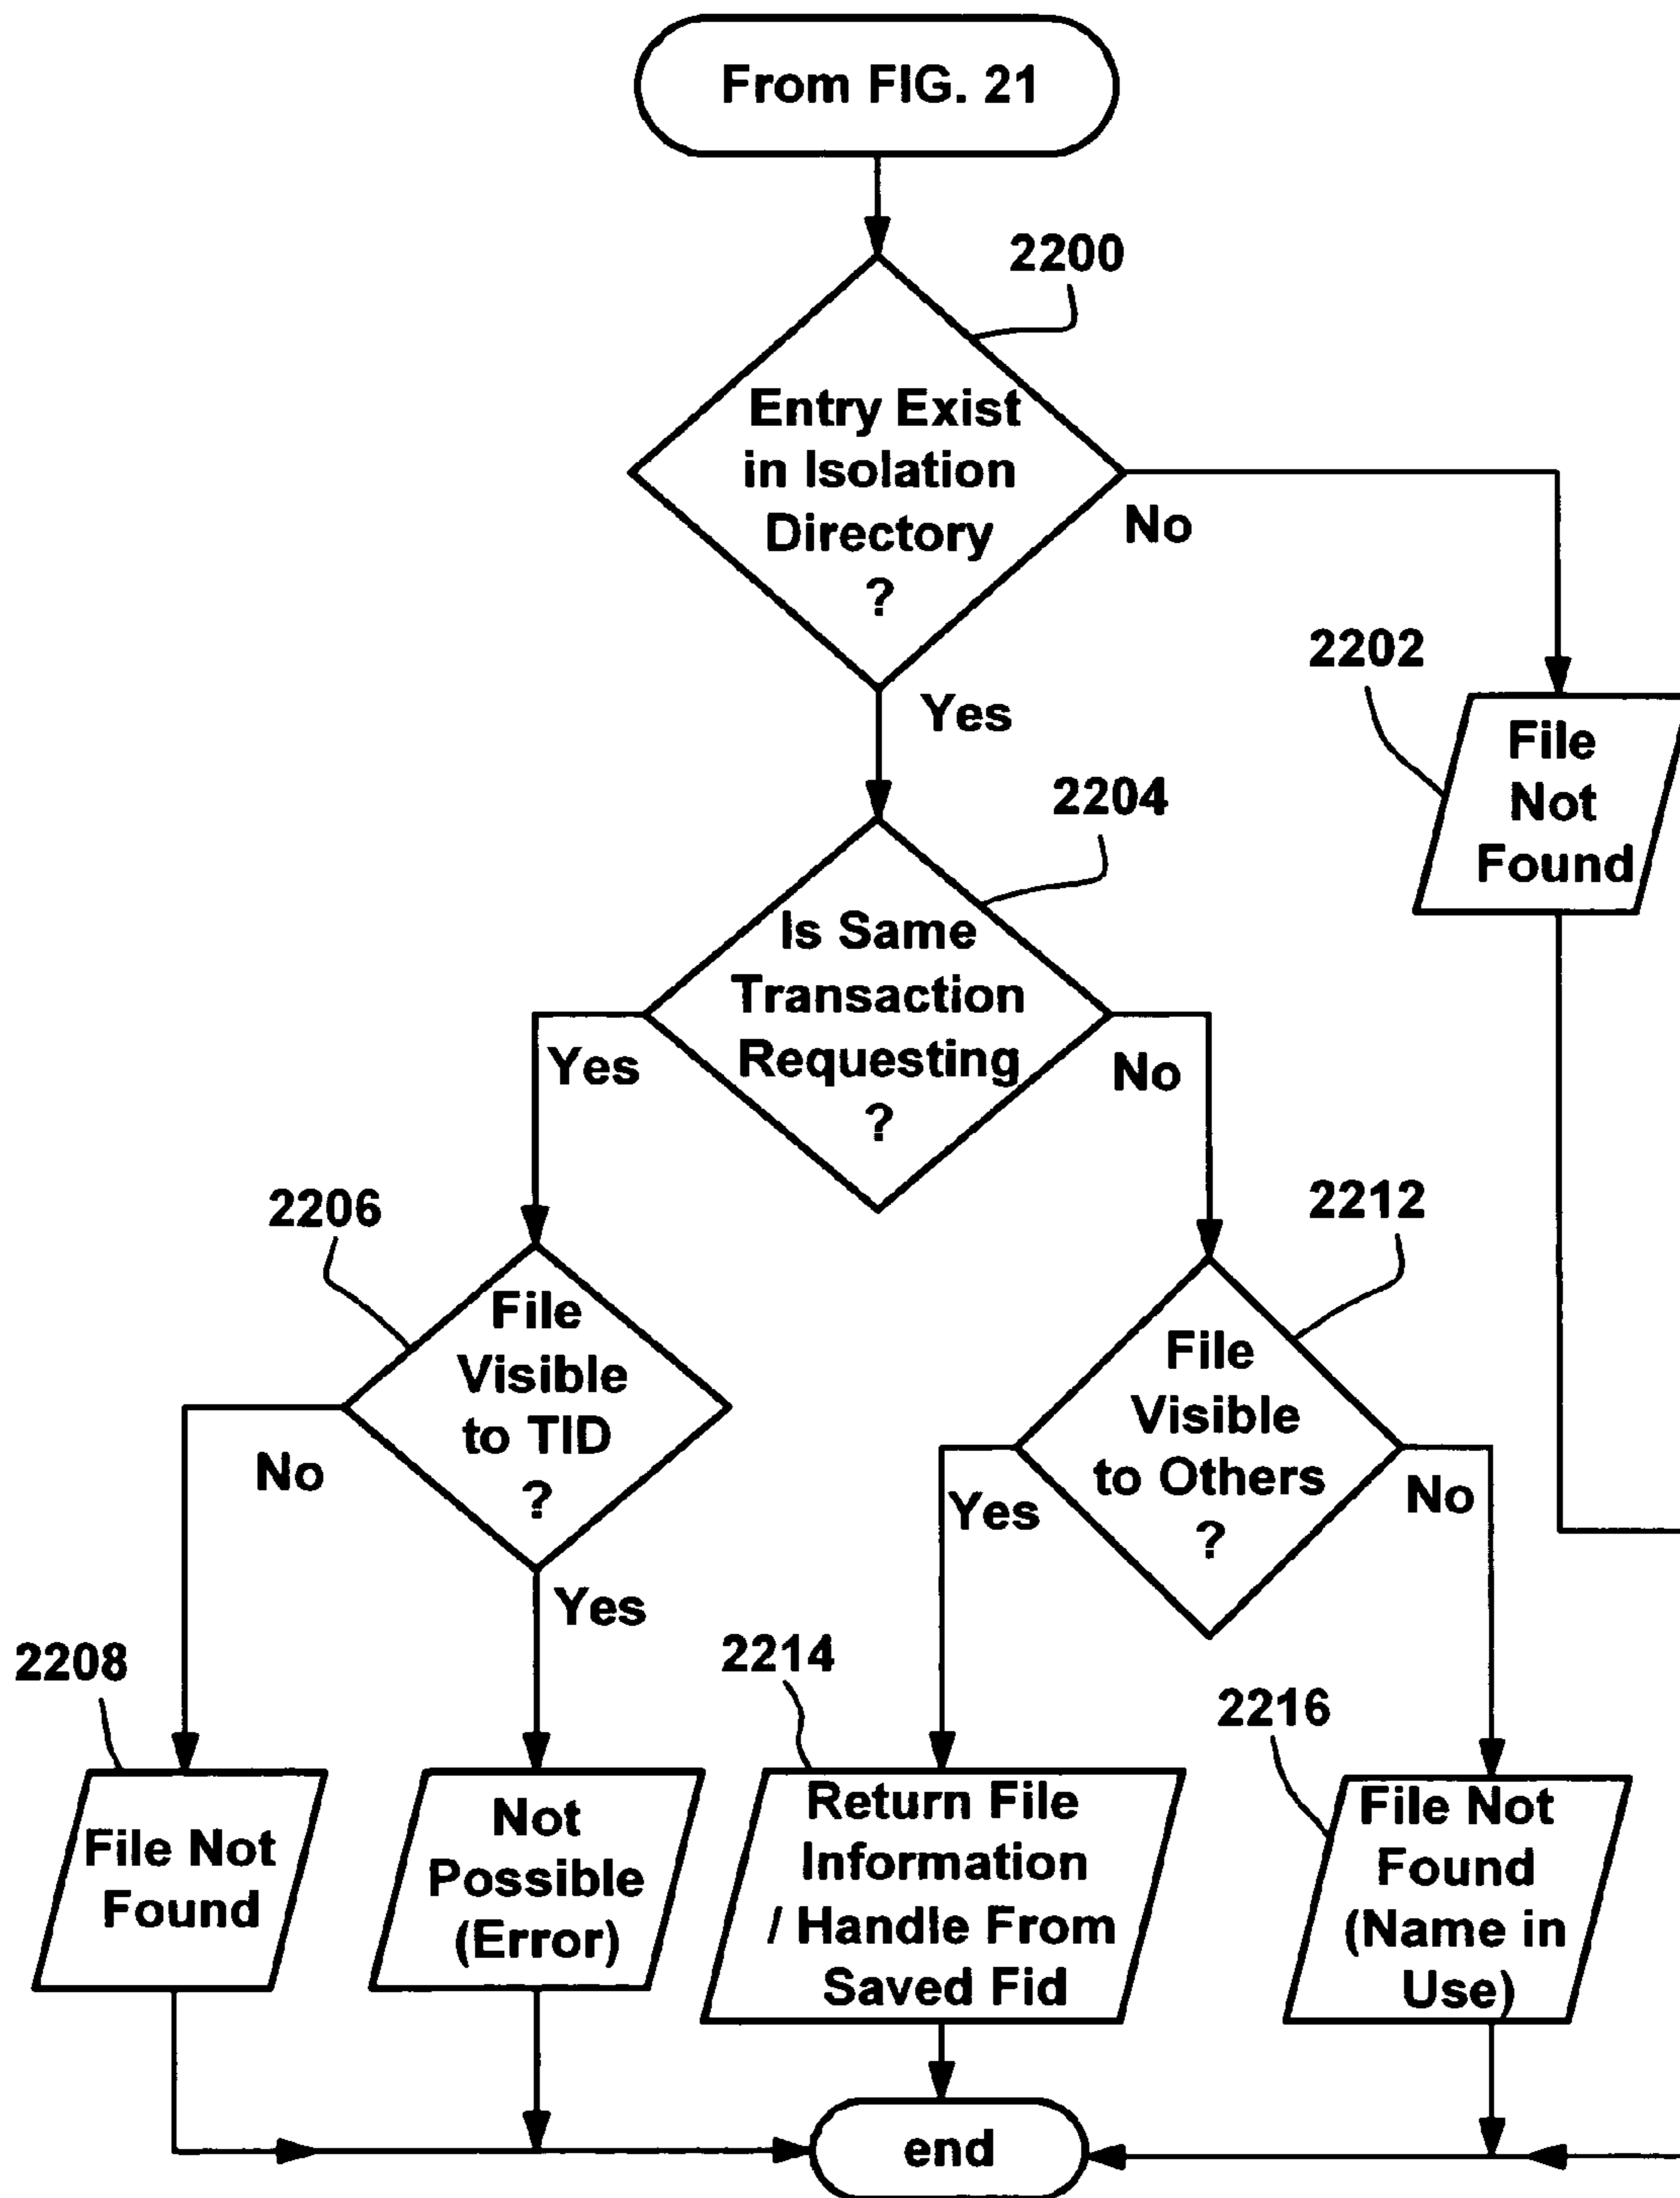 From FIG. 21
2200
Entry Exist
in Isolation
Directory
?
No
Yes
2202
File
Not
Found
2204
Is Same
Transaction
Requesting
?
Yes
No
2206
File
Visible
to TID
?
No
Yes
2212
File
Visible
to Others
?
Yes
No
2208
File Not
Found
Not
Possible
(Error)
2214
Return File
Information
/ Handle From
Saved Fid
2216
File Not
Found
(Name in
Use)
end